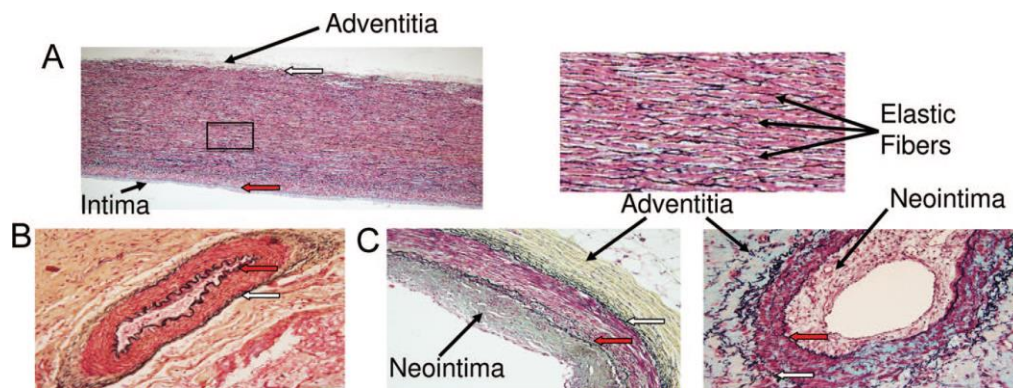 Adventitia
A
Elastic
Fibers
Intima
Adventitia
Neointima
B
C
Neointima